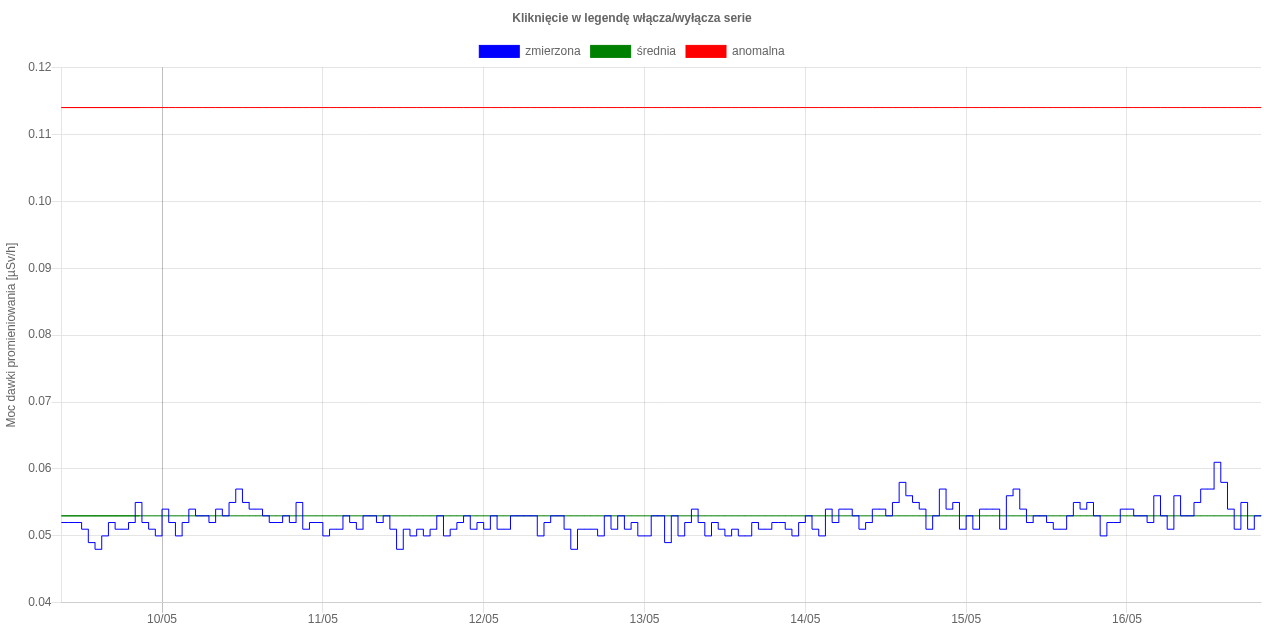 Kliknięcie w legendę włącza/wyłącza serie
zmierzona średnia anomalna
Moc dawki promieniowania [µSv/h]
0.12
0.11
0.10
0.09
0.08
0.07
0.06
0.05
0.04
10/05 11/05 12/05 13/05 14/05 15/05 16/05